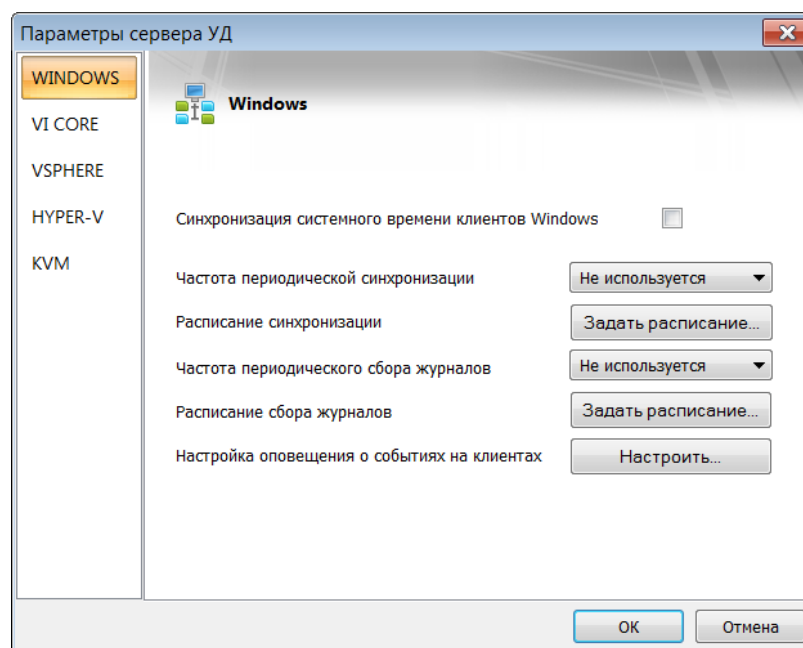 Параметры сервера УД
WINDOWS
VI CORE
VSPHERE
HYPER-V
KVM
Windows
Синхронизация системного времени клиентов Windows
Частота периодической синхронизации Не используется
Расписание синхронизации Задать расписание...
Частота периодического сбора журналов Не используется
Расписание сбора журналов Задать расписание...
Настройка оповещения о событиях на клиентах Настроить...
OK Отмена